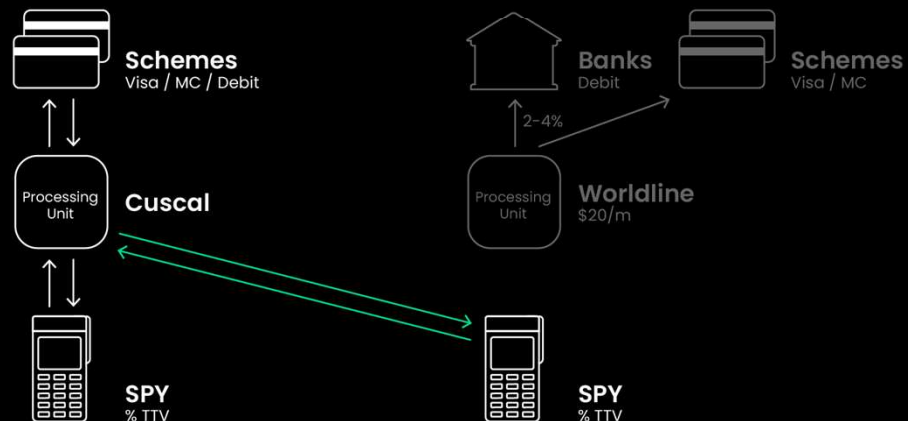 Schemes
Visa / MC / Debit
Banks
Debit
Schemes
Visa / MC
2-4%
Processing
Unit
Cuscal
Processing
Unit
Worldline
$20/m
SPY
% TTV
SPY
% TTV